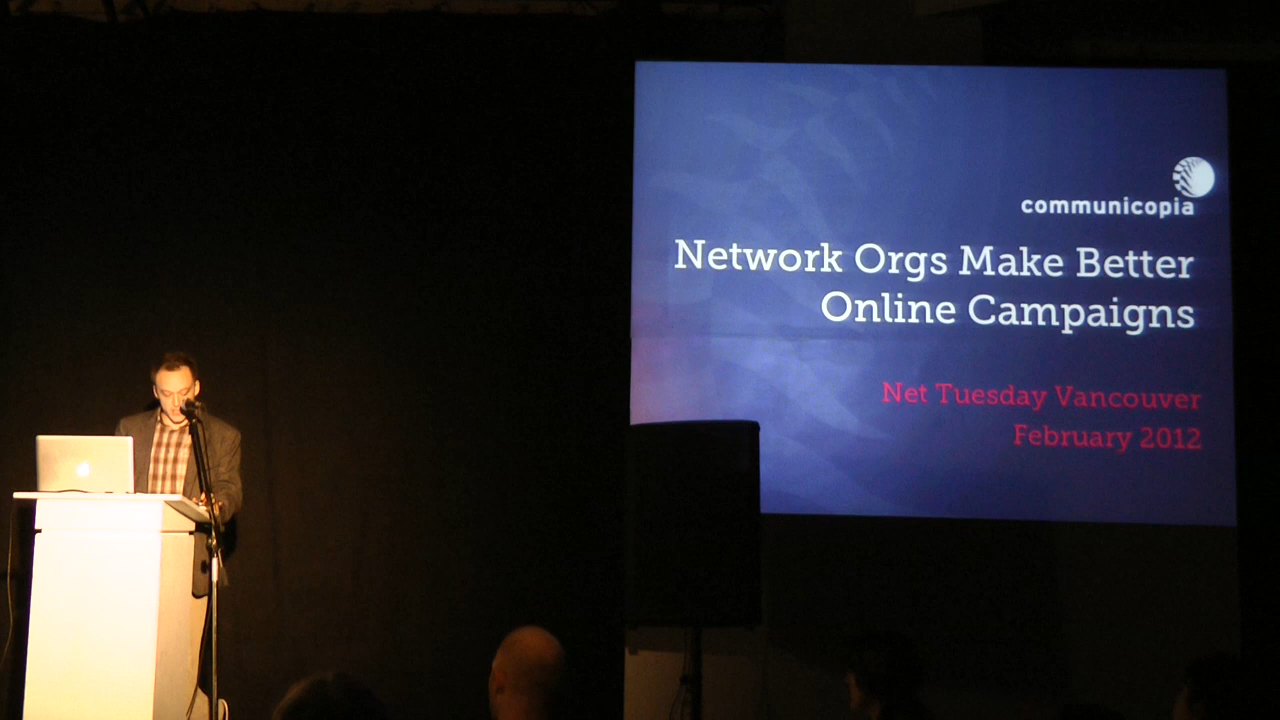 communicopia
Network Orgs Make Better
Online Campaigns
Net Tuesday Vancouver
February 2012